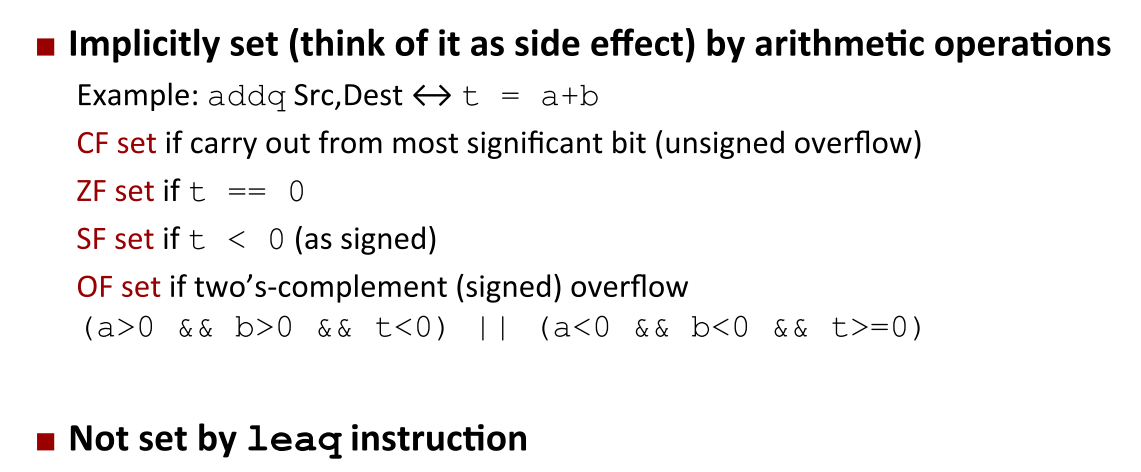 ■ Implicitly set (think of it as side effect) by arithmetic operations
Example: addq Src,Dest ↔ t = a+b
CF set if carry out from most significant bit (unsigned overflow)
ZF set if t == 0
SF set if t < 0 (as signed)
OF set if two’s-complement (signed) overflow
(a>0 && b>0 && t<0) || (a<0 && b<0 && t>=0)
■ Not set by leaq instruction